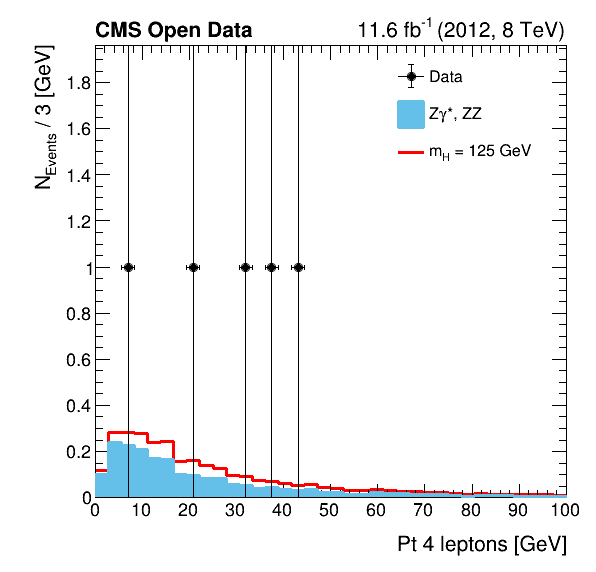 CMS Open Data 11.6 fb⁻¹ (2012, 8 TeV)
N_Events / 3 [GeV]
Data
Zγ*, ZZ
m_H = 125 GeV
1.8
1.6
1.4
1.2
1
0.8
0.6
0.4
0.2
0
0 10 20 30 40 50 60 70 80 90 100
Pt 4 leptons [GeV]